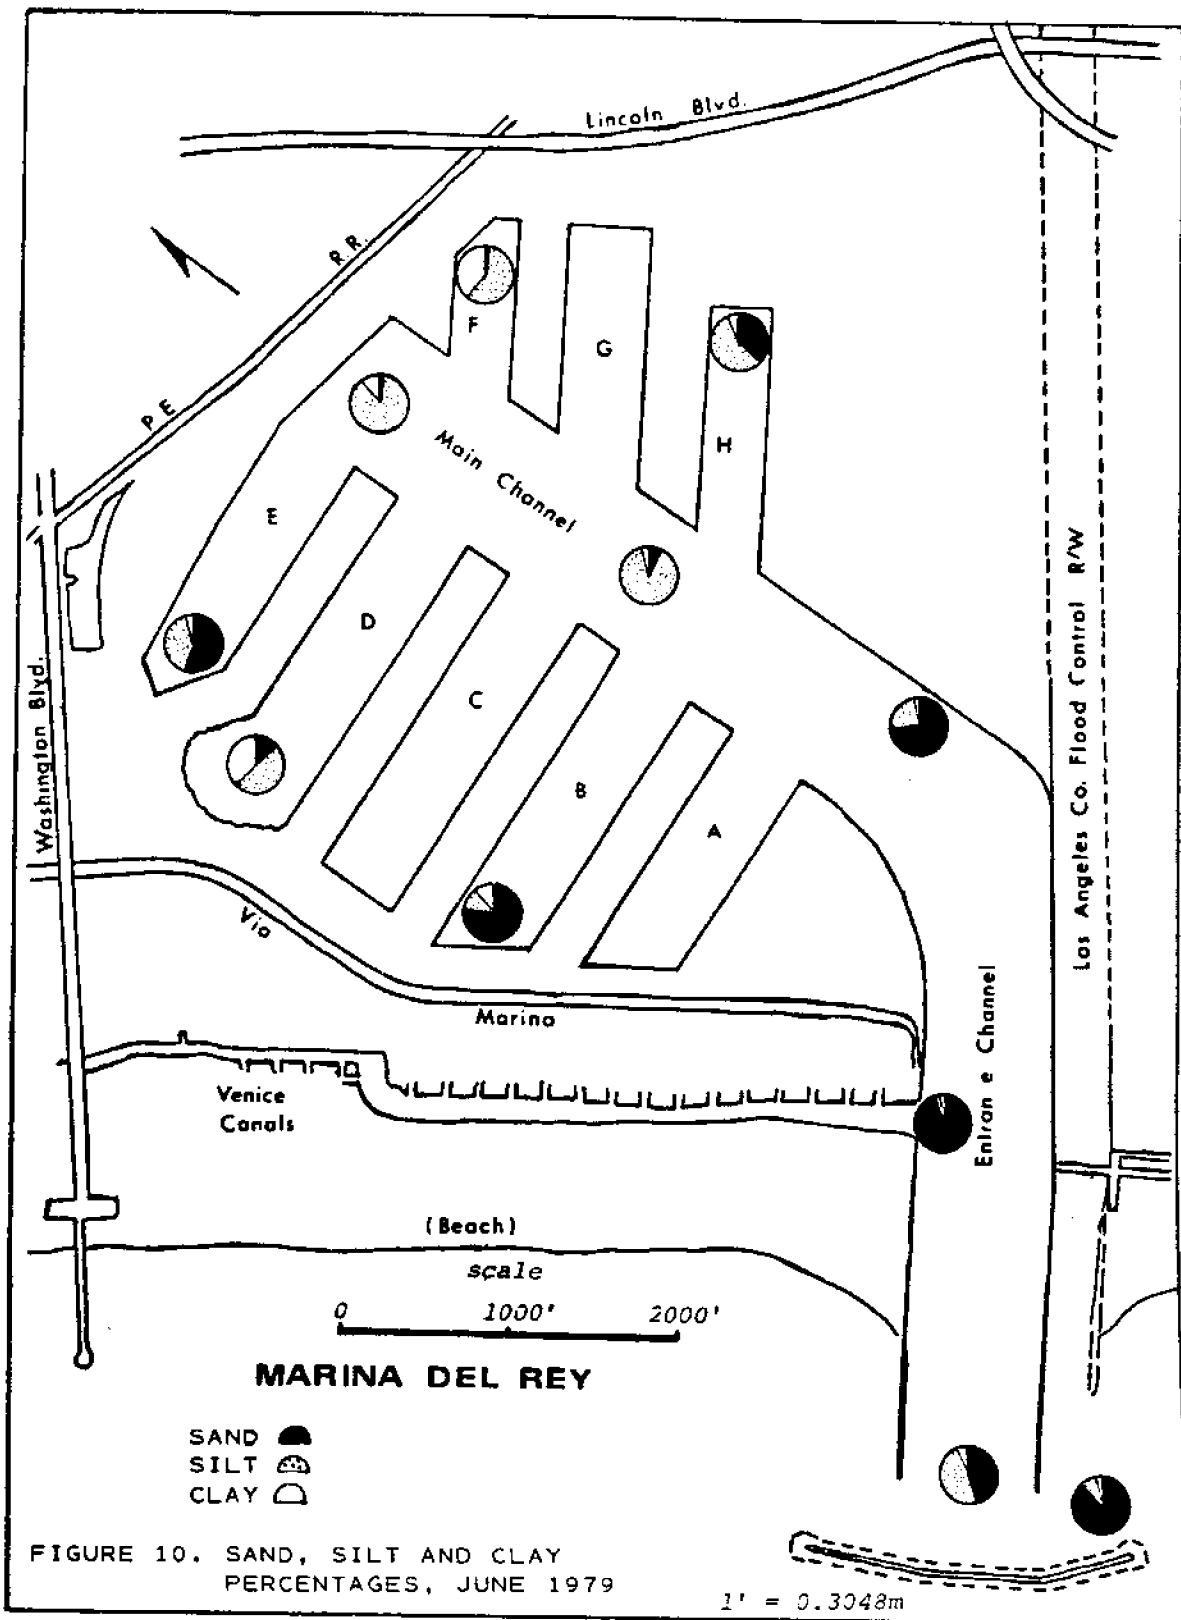 Lincoln Blvd.
R.R.
P.E.
F
G
H
Main Channel
E
D
C
B
A
Washington Blvd.
Los Angeles Co. Flood Control R/W
Via
Marina
Entran e Channel
Venice
Canals
(Beach)
scale
0 1000' 2000'
MARINA DEL REY
SAND
SILT
CLAY
FIGURE 10. SAND, SILT AND CLAY
PERCENTAGES, JUNE 1979
1' = 0.3048m